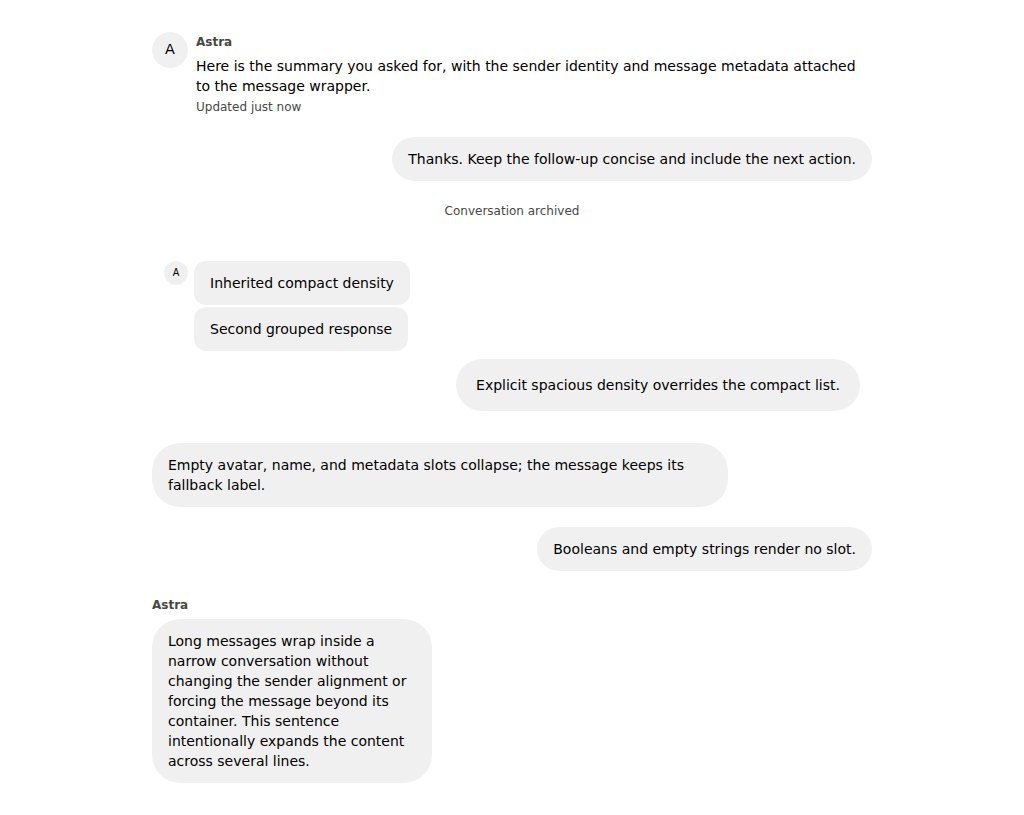 A
Astra
Here is the summary you asked for, with the sender identity and message metadata attached
to the message wrapper.
Updated just now
Thanks. Keep the follow-up concise and include the next action.
Conversation archived
A
Inherited compact density
Second grouped response
Explicit spacious density overrides the compact list.
Empty avatar, name, and metadata slots collapse; the message keeps its
fallback label.
Booleans and empty strings render no slot.
Astra
Long messages wrap inside a
narrow conversation without
changing the sender alignment or
forcing the message beyond its
container. This sentence
intentionally expands the content
across several lines.